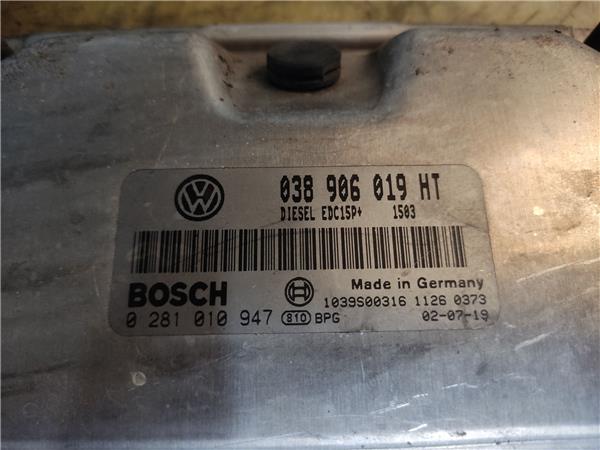 038 906 019 HT
DIESEL EDC15P+ 1503
BOSCH
Made in Germany
1039S00316 1126 0373
0 281 010 947 810 BPG 02-07-19